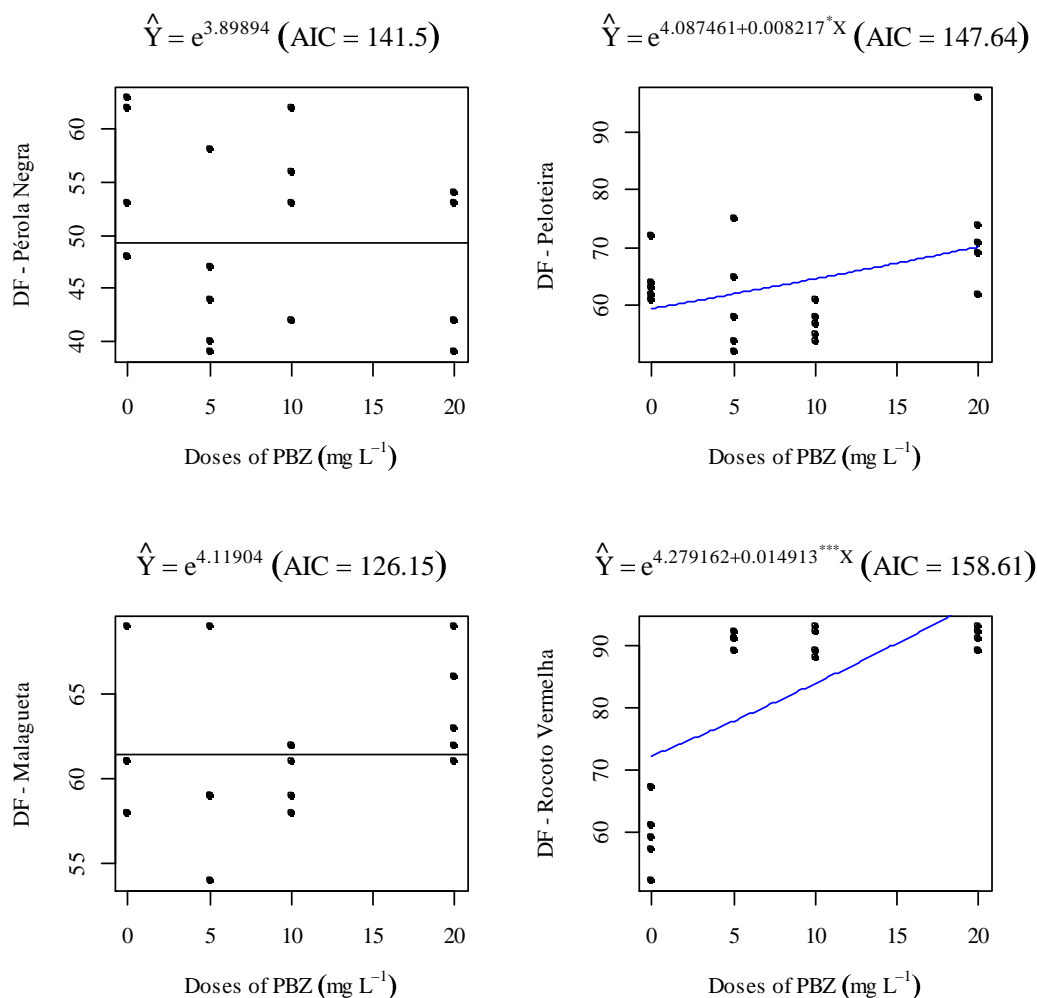 Ŷ = e^3.89894 (AIC = 141.5)
DF - Pérola Negra
60
55
50
45
40
0 5 10 15 20
Doses of PBZ (mg L⁻¹)
Ŷ = e^4.087461+0.008217*X (AIC = 147.64)
DF - Peloteira
90
80
70
60
0 5 10 15 20
Doses of PBZ (mg L⁻¹)
Ŷ = e^4.11904 (AIC = 126.15)
DF - Malagueta
65
60
55
0 5 10 15 20
Doses of PBZ (mg L⁻¹)
Ŷ = e^4.279162+0.014913***X (AIC = 158.61)
DF - Rocoto Vermelha
90
80
70
60
0 5 10 15 20
Doses of PBZ (mg L⁻¹)